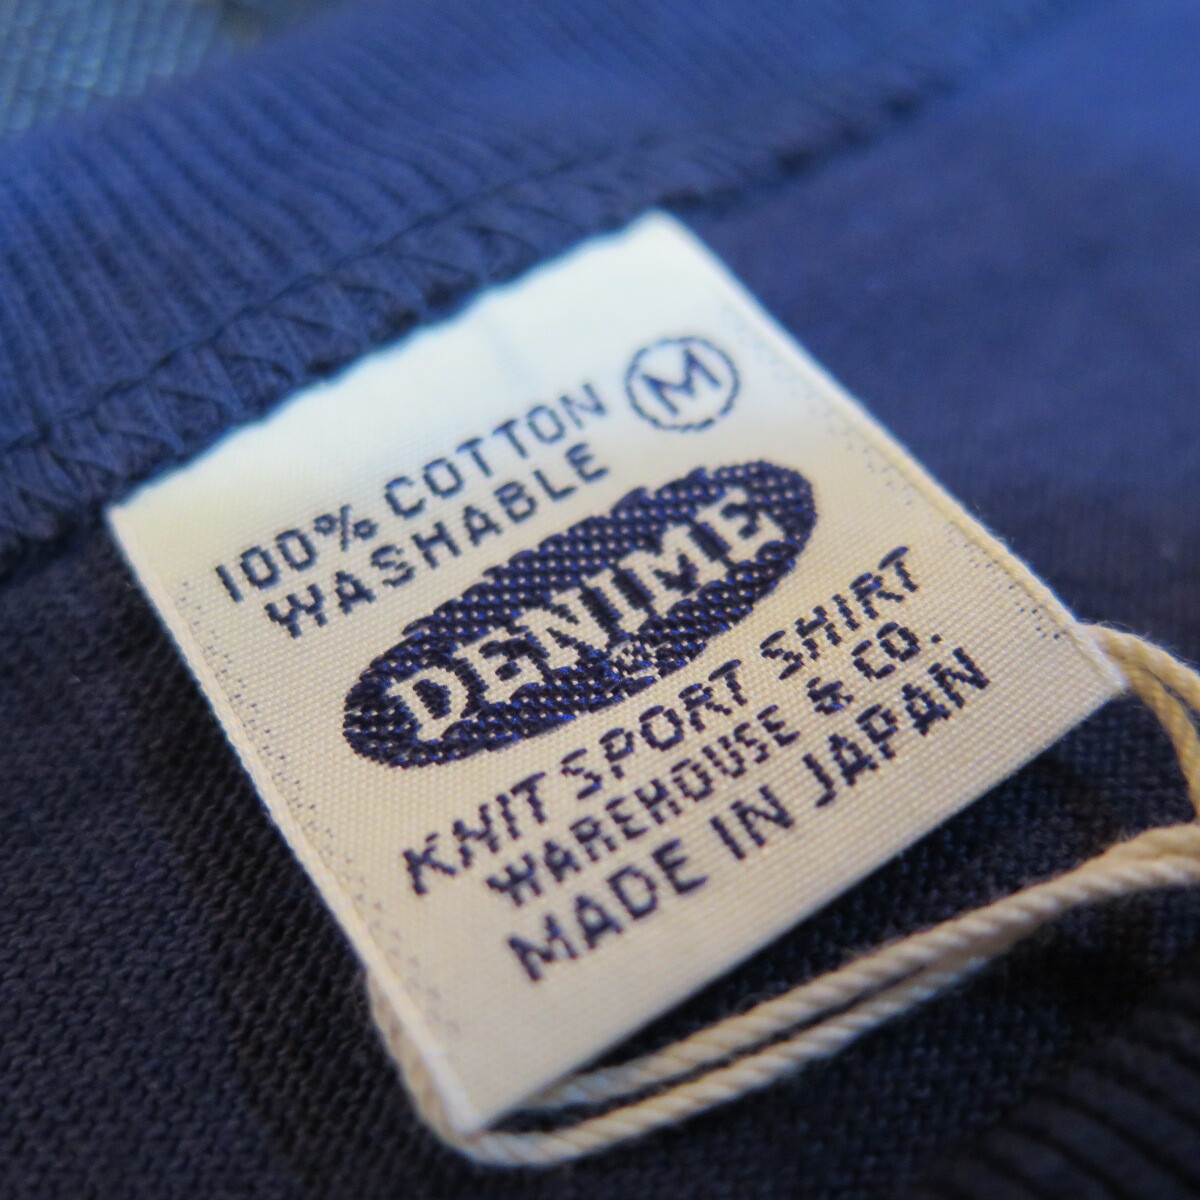 100% COTTON M
WASHABLE
DENIME
KNIT SPORT SHIRT
WAREHOUSE & CO.
MADE IN JAPAN